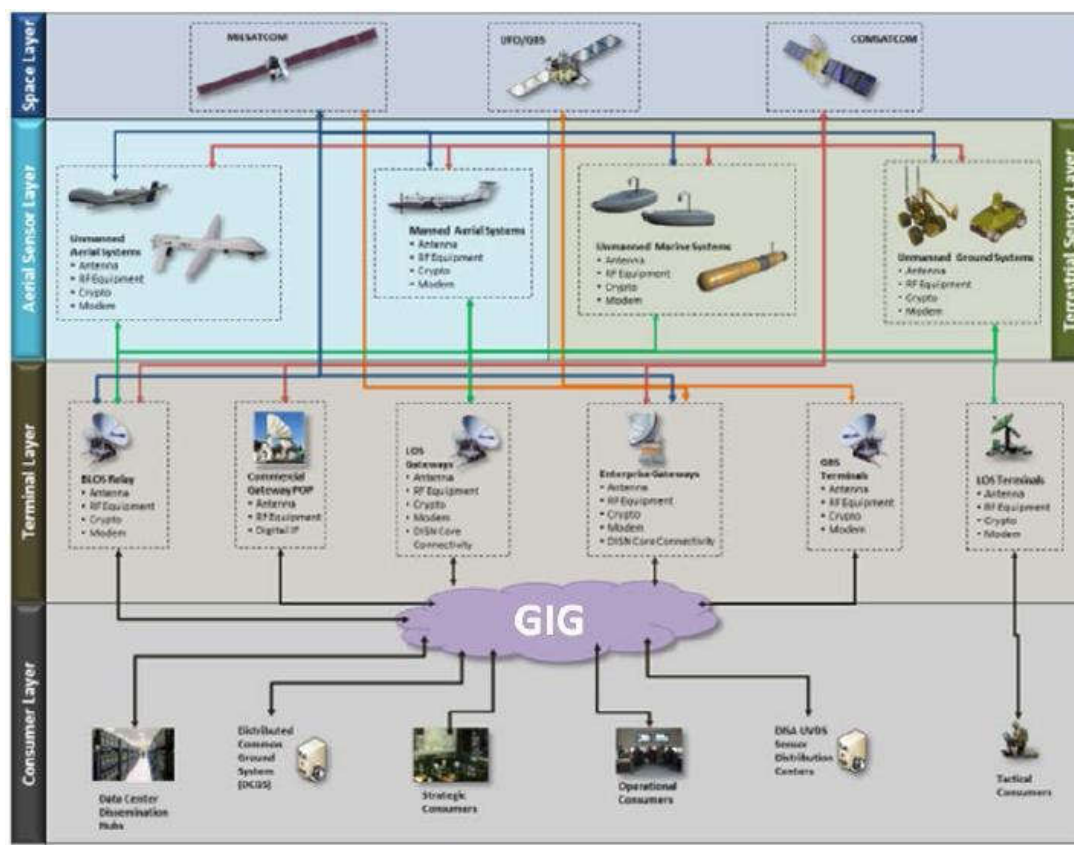 Space Layer
MILSATCOM
UFO/GBS
COMSATCOM
Aerial Sensor Layer
Unmanned
Aerial Systems
• Antenna
• RF Equipment
• Crypto
• Modem
Manned Aerial Systems
• Antenna
• RF Equipment
• Crypto
• Modem
Unmanned Marine Systems
• Antenna
• RF Equipment
• Crypto
• Modem
Unmanned Ground Systems
• Antenna
• RF Equipment
• Crypto
• Modem
Terrestrial Sensor Layer
Terminal Layer
BLOS Relay
• Antenna
• RF Equipment
• Crypto
• Modem
Commercial
Gateway POP
• Antenna
• RF Equipment
• Digital IP
LOS
Gateways
• Antenna
• RF Equipment
• Crypto
• Modem
• DISN Core
Connectivity
Enterprise Gateways
• Antenna
• RF Equipment
• Crypto
• Modem
• DISN Core Connectivity
GBS
Terminals
• Antenna
• RF Equipment
• Crypto
• Modem
LOS Terminals
• Antenna
• RF Equipment
• Crypto
• Modem
GIG
Consumer Layer
Data Center
Dissemination
Hubs
Distributed
Common
Ground
System
(DCGS)
Strategic
Consumers
Operational
Consumers
DISA UVDS
Sensor
Distribution
Centers
Tactical
Consumers